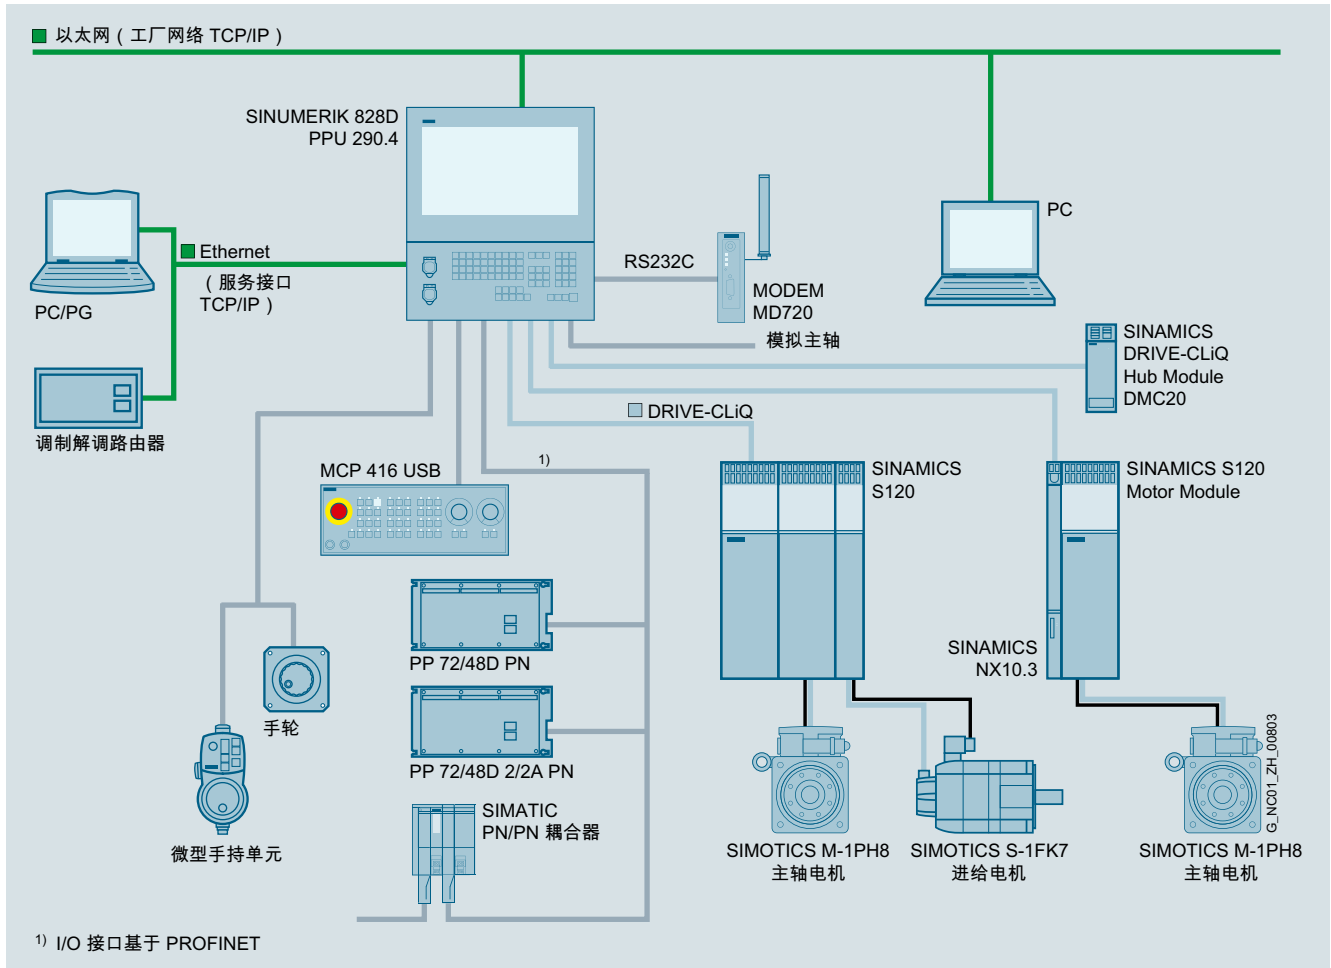 以太网（工厂网络 TCP/IP）
SINUMERIK 828D
PPU 290.4
PC/PG
Ethernet
（服务接口
TCP/IP）
调制解调路由器
RS232C
MODEM
MD720
模拟主轴
PC
SINAMICS
DRIVE-CLiQ
Hub Module
DMC20
DRIVE-CLiQ
MCP 416 USB
1)
SINAMICS
S120
SINAMICS S120
Motor Module
PP 72/48D PN
SINAMICS
NX10.3
手轮
PP 72/48D 2/2A PN
SIMATIC
PN/PN 耦合器
微型手持单元
SIMOTICS M-1PH8
主轴电机
SIMOTICS S-1FK7
进给电机
SIMOTICS M-1PH8
主轴电机
G_NC01_ZH_00803
1) I/O 接口基于 PROFINET